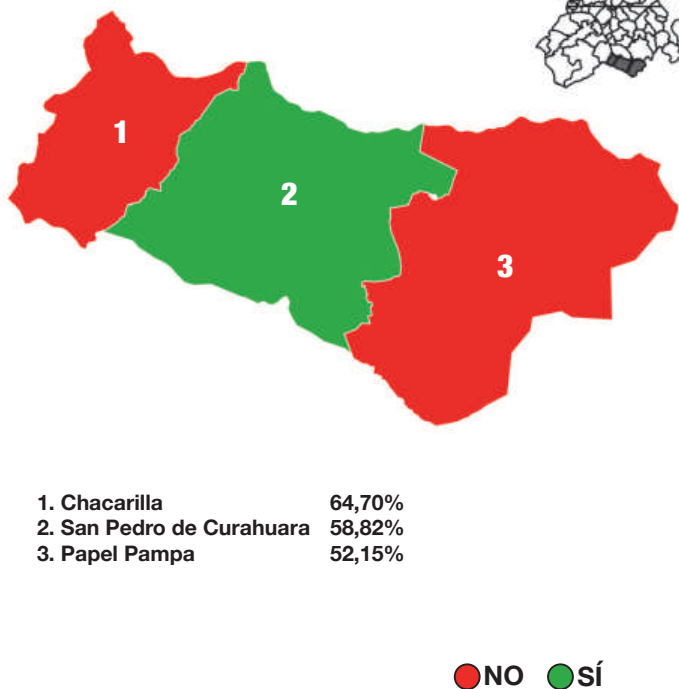 1
2
3
1. Chacarilla 64,70%
2. San Pedro de Curahuara 58,82%
3. Papel Pampa 52,15%
NO SÍ